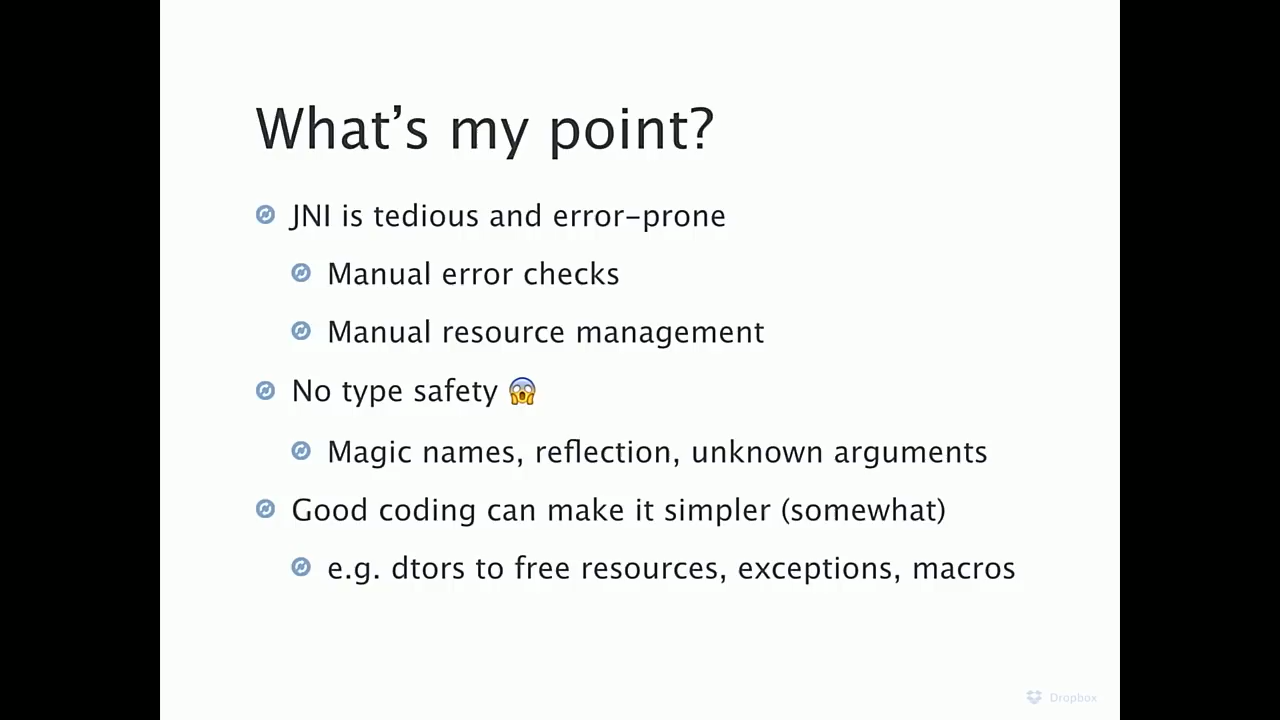 What’s my point?
JNI is tedious and error-prone
Manual error checks
Manual resource management
No type safety 😱
Magic names, reflection, unknown arguments
Good coding can make it simpler (somewhat)
e.g. dtors to free resources, exceptions, macros
Dropbox